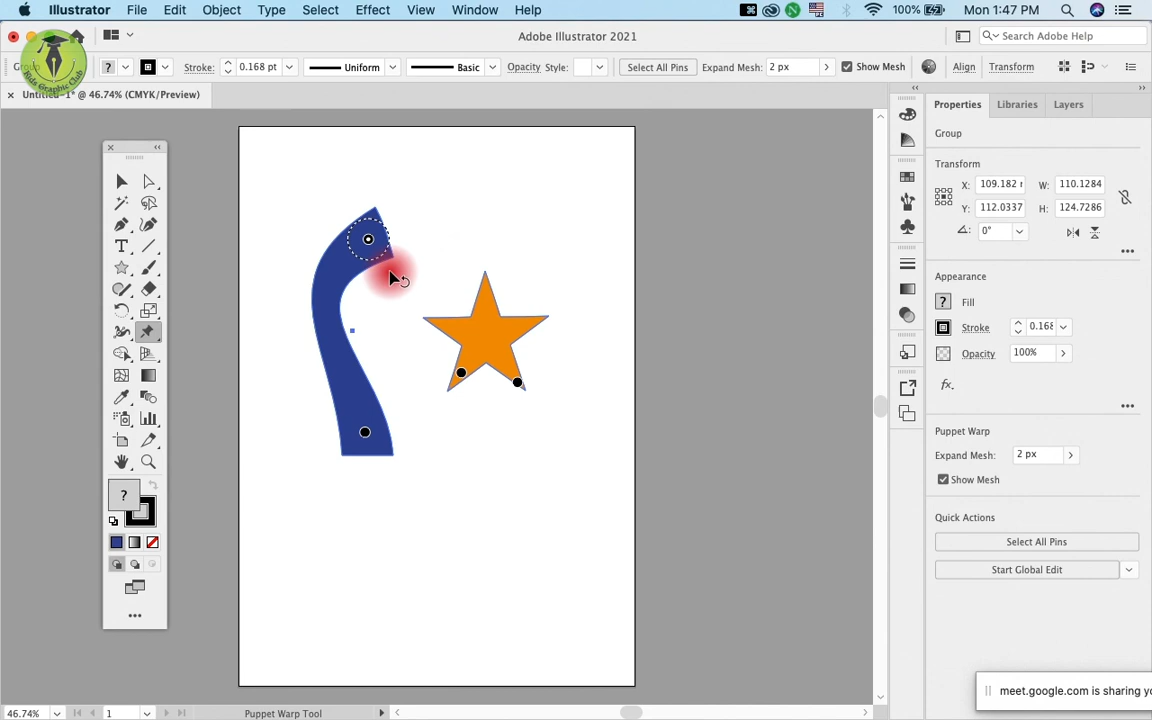 Illustrator File Edit Object Type Select Effect View Window Help 100% Mon 1:47 PM
Adobe Illustrator 2021 Search Adobe Help
Group ? Stroke: 0.168 pt Uniform Basic Opacity Style: Select All Pins Expand Mesh: 2 px Show Mesh Align Transform
Graphic Club
× Untitled-1* @ 46.74% (CMYK/Preview)
Properties Libraries Layers
Group
Transform
X: 109.182 W: 110.1284
Y: 112.0337 H: 124.7286
0°
Appearance
? Fill
Stroke 0.168
Opacity 100%
fx.
Puppet Warp
Expand Mesh: 2 px
Show Mesh
Quick Actions
Select All Pins
Start Global Edit
T
?
meet.google.com is sharing yo
46.74% 1 Puppet Warp Tool